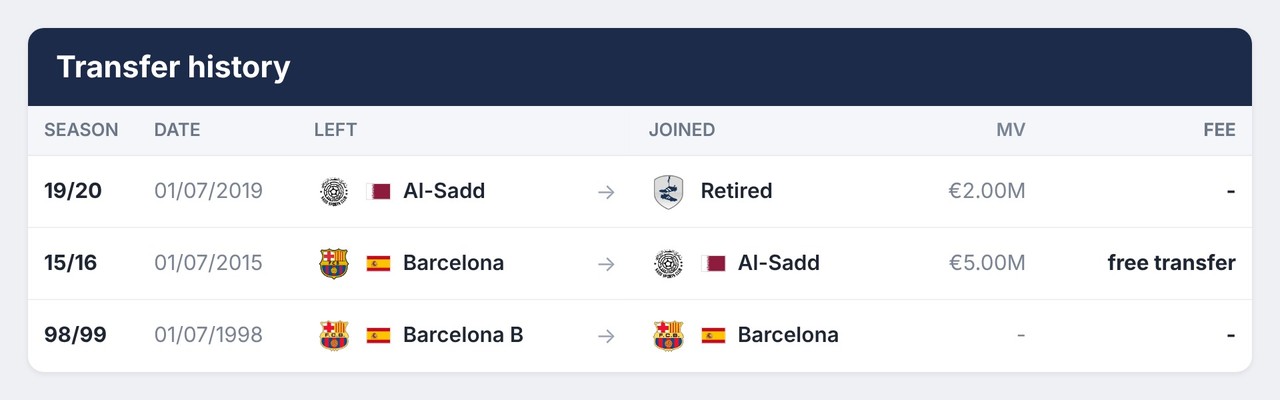 Transfer history
SEASON DATE LEFT JOINED MV FEE
19/20 01/07/2019 Al-Sadd → Retired €2.00M -
15/16 01/07/2015 Barcelona → Al-Sadd €5.00M free transfer
98/99 01/07/1998 Barcelona B → Barcelona - -